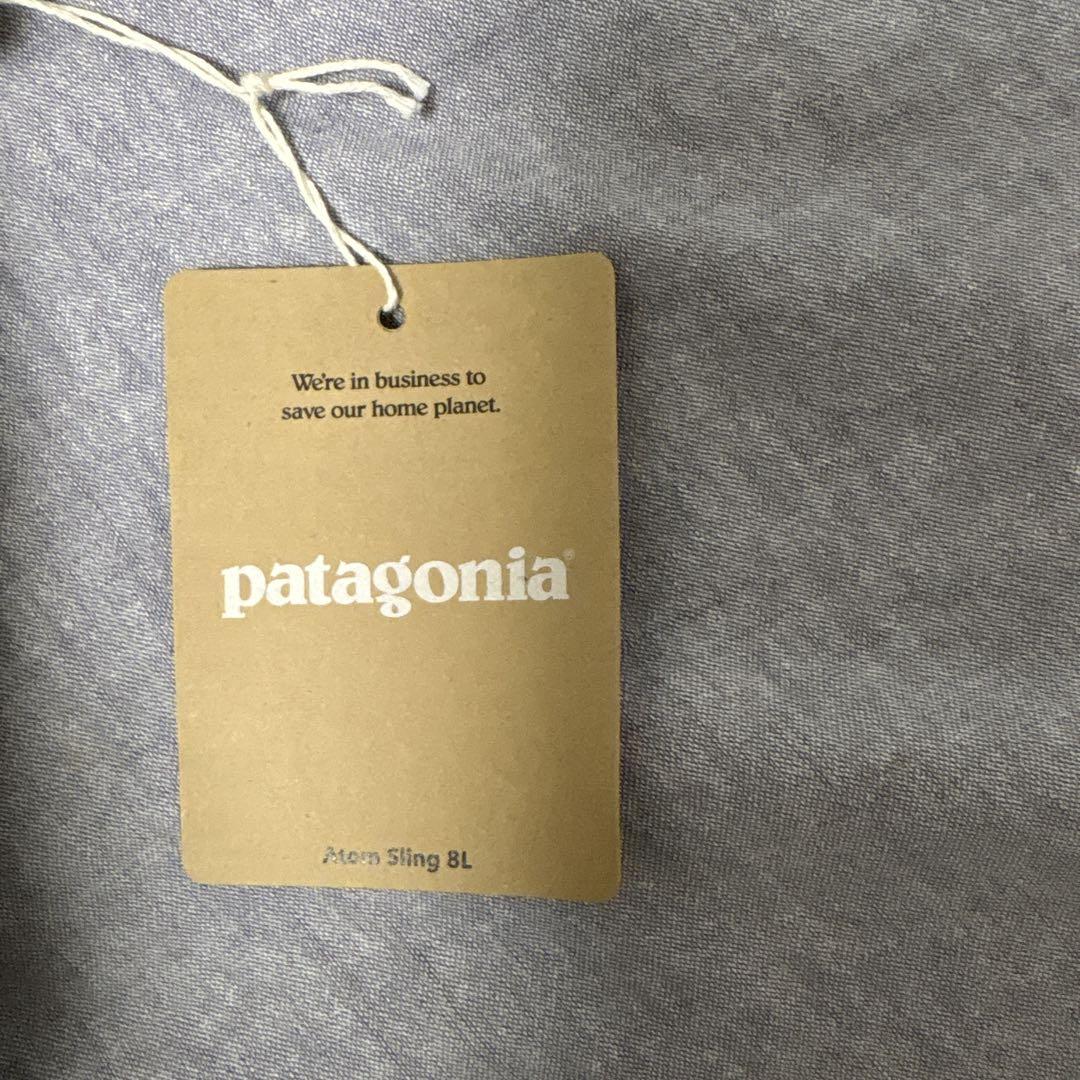 We're in business to
save our home planet.
patagonia®
Atom Sling 8L